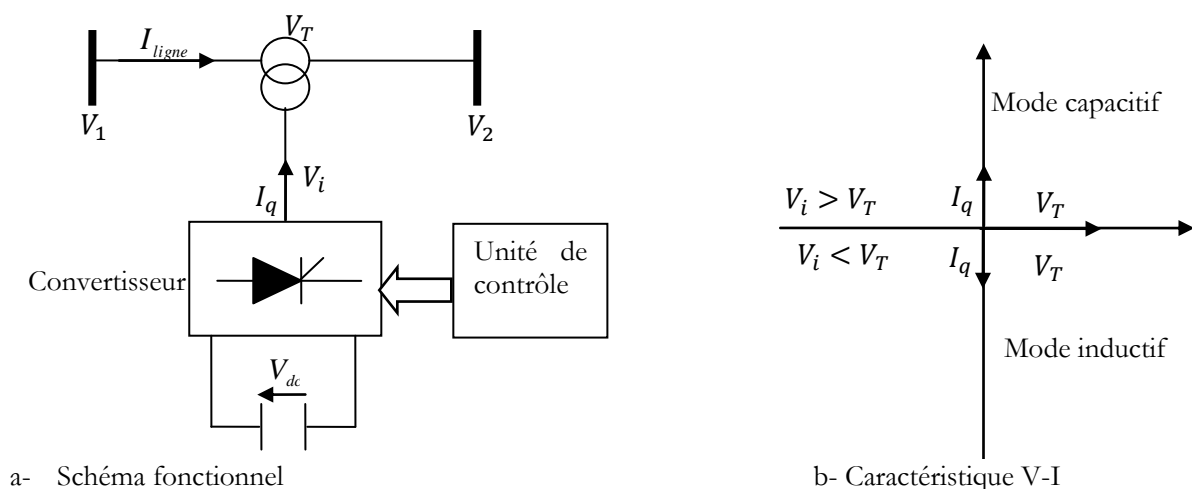 V_T
I_ligne
V_1
V_2
V_i
I_q
Convertisseur
Unité de
contrôle
V_dc
a- Schéma fonctionnel
Mode capacitif
V_i > V_T
I_q
V_T
V_i < V_T
I_q
V_T
Mode inductif
b- Caractéristique V-I